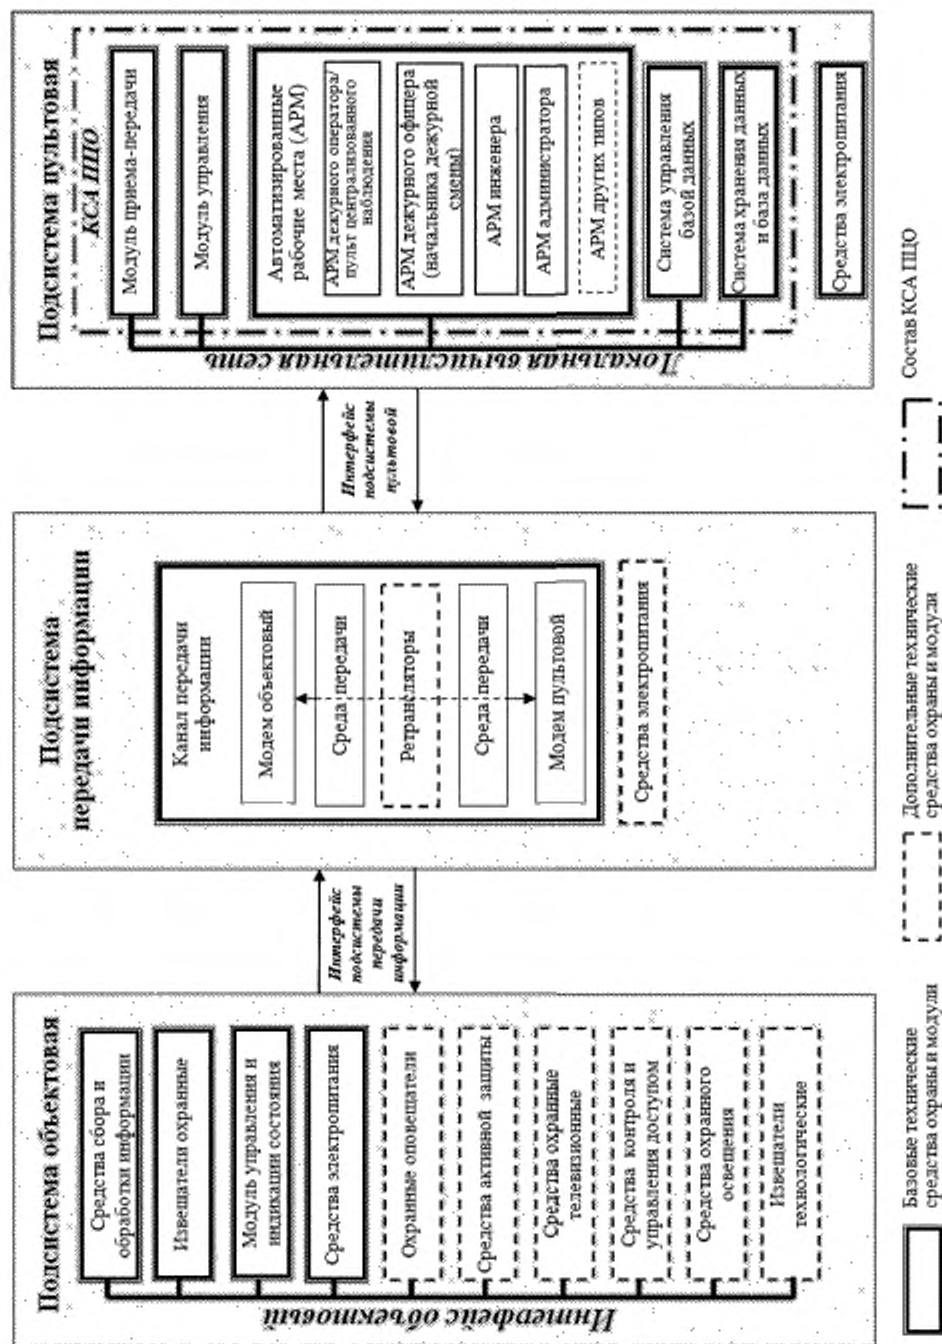 Подсистема объектовая
Средства сбора и
обработки информации
Извещатели охранные
Модуль управления и
индикации состояния
Средства электропитания
Охранные оповещатели
Средства активной защиты
Средства охранные
телевизионные
Средства контроля и
управления доступом
Средства охранного
освещения
Извещатели
технологические
Интерфейс объектовый
Интерфейс
подсистемы
передачи
информации
Подсистема
передачи информации
Канал передачи
информации
Модем объектовый
Среда передачи
Ретрансляторы
Среда передачи
Модем пультовой
Средства электропитания
Интерфейс
подсистемы
пультовой
Подсистема пультовая
КСА ПЦО
Модуль приема-передачи
Модуль управления
Автоматизированные
рабочие места (АРМ)
АРМ дежурного оператора/
пульт централизованного
наблюдения
АРМ дежурного офицера
(начальника дежурной
смены)
АРМ инженера
АРМ администратора
АРМ других типов
Система управления
базой данных
Система хранения данных
и база данных
Средства электропитания
Локальная вычислительная сеть
Базовые технические
средства охраны и модули
Дополнительные технические
средства охраны и модули
Состав КСА ПЦО